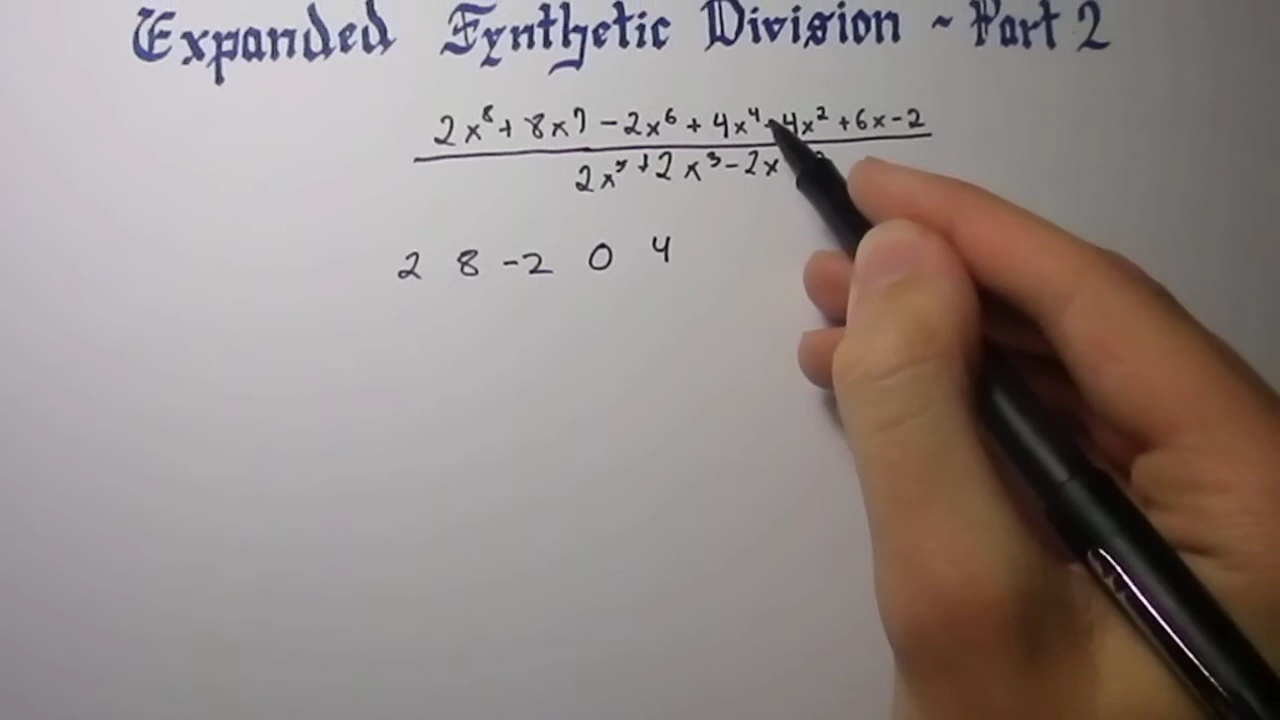 Expanded Synthetic Division ~ Part 2
2x⁸ + 8x⁷ - 2x⁶ + 4x⁴ 4x² + 6x - 2
2x + 2x³ - 2x
2 8 -2 0 4